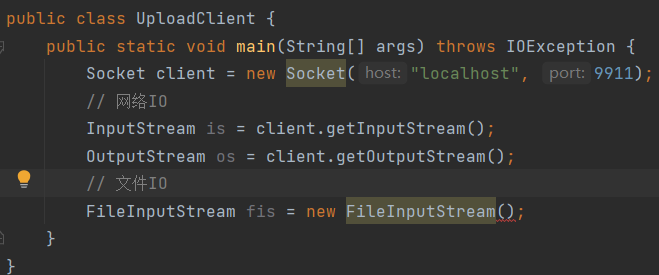 public class UploadClient {
    public static void main(String[] args) throws IOException {
        Socket client = new Socket( host: "localhost", port: 9911);
        // 网络IO
        InputStream is = client.getInputStream();
        OutputStream os = client.getOutputStream();
        // 文件IO
        FileInputStream fis = new FileInputStream();
    }
}